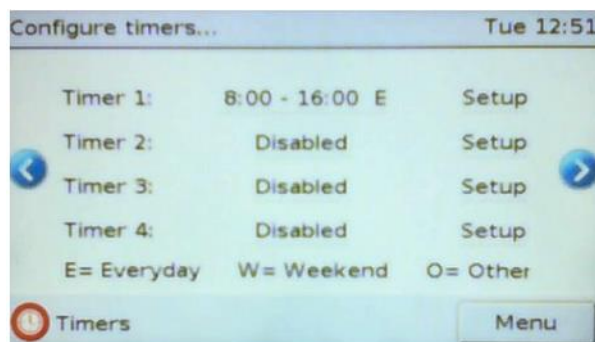 Configure timers... Tue 12:51
Timer 1: 8:00 - 16:00 E Setup
Timer 2: Disabled Setup
Timer 3: Disabled Setup
Timer 4: Disabled Setup
E= Everyday W= Weekend O= Other
Timers Menu